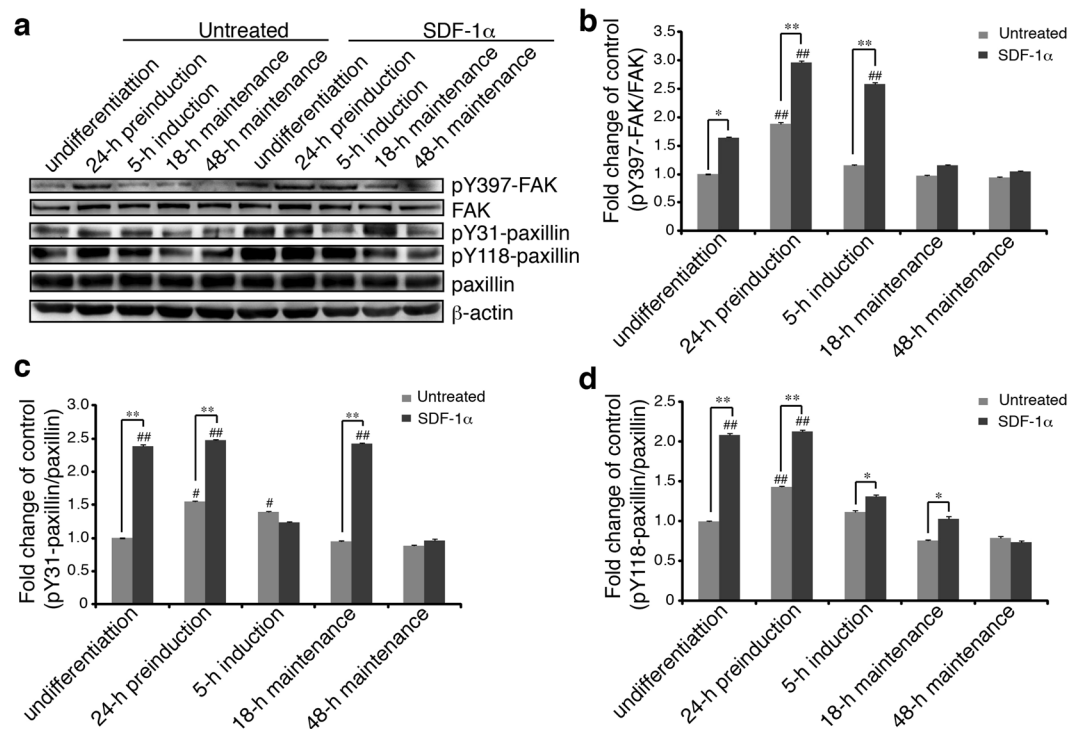 a
Untreated
SDF-1α
undifferentiattion
24-h preinduction
5-h induction
18-h maintenance
48-h maintenance
undifferentiattion
24-h preinduction
5-h induction
18-h maintenance
48-h maintenance
pY397-FAK
FAK
pY31-paxillin
pY118-paxillin
paxillin
β-actin
b
Untreated
SDF-1α
Fold change of control
(pY397-FAK/FAK)
3.5
3.0
2.5
2.0
1.5
1.0
0.5
0
*
**
##
##
**
##
undifferentiattion
24-h preinduction
5-h induction
18-h maintenance
48-h maintenance
c
Untreated
SDF-1α
Fold change of control
(pY31-paxillin/paxillin)
3.0
2.5
2.0
1.5
1.0
0.5
0
**
##
**
#
##
#
**
##
undifferentiattion
24-h preinduction
5-h induction
18-h maintenance
48-h maintenance
d
Untreated
SDF-1α
Fold change of control
(pY118-paxillin/paxillin)
2.5
2.0
1.5
1.0
0.5
0
**
##
**
##
##
*
*
undifferentiattion
24-h preinduction
5-h induction
18-h maintenance
48-h maintenance